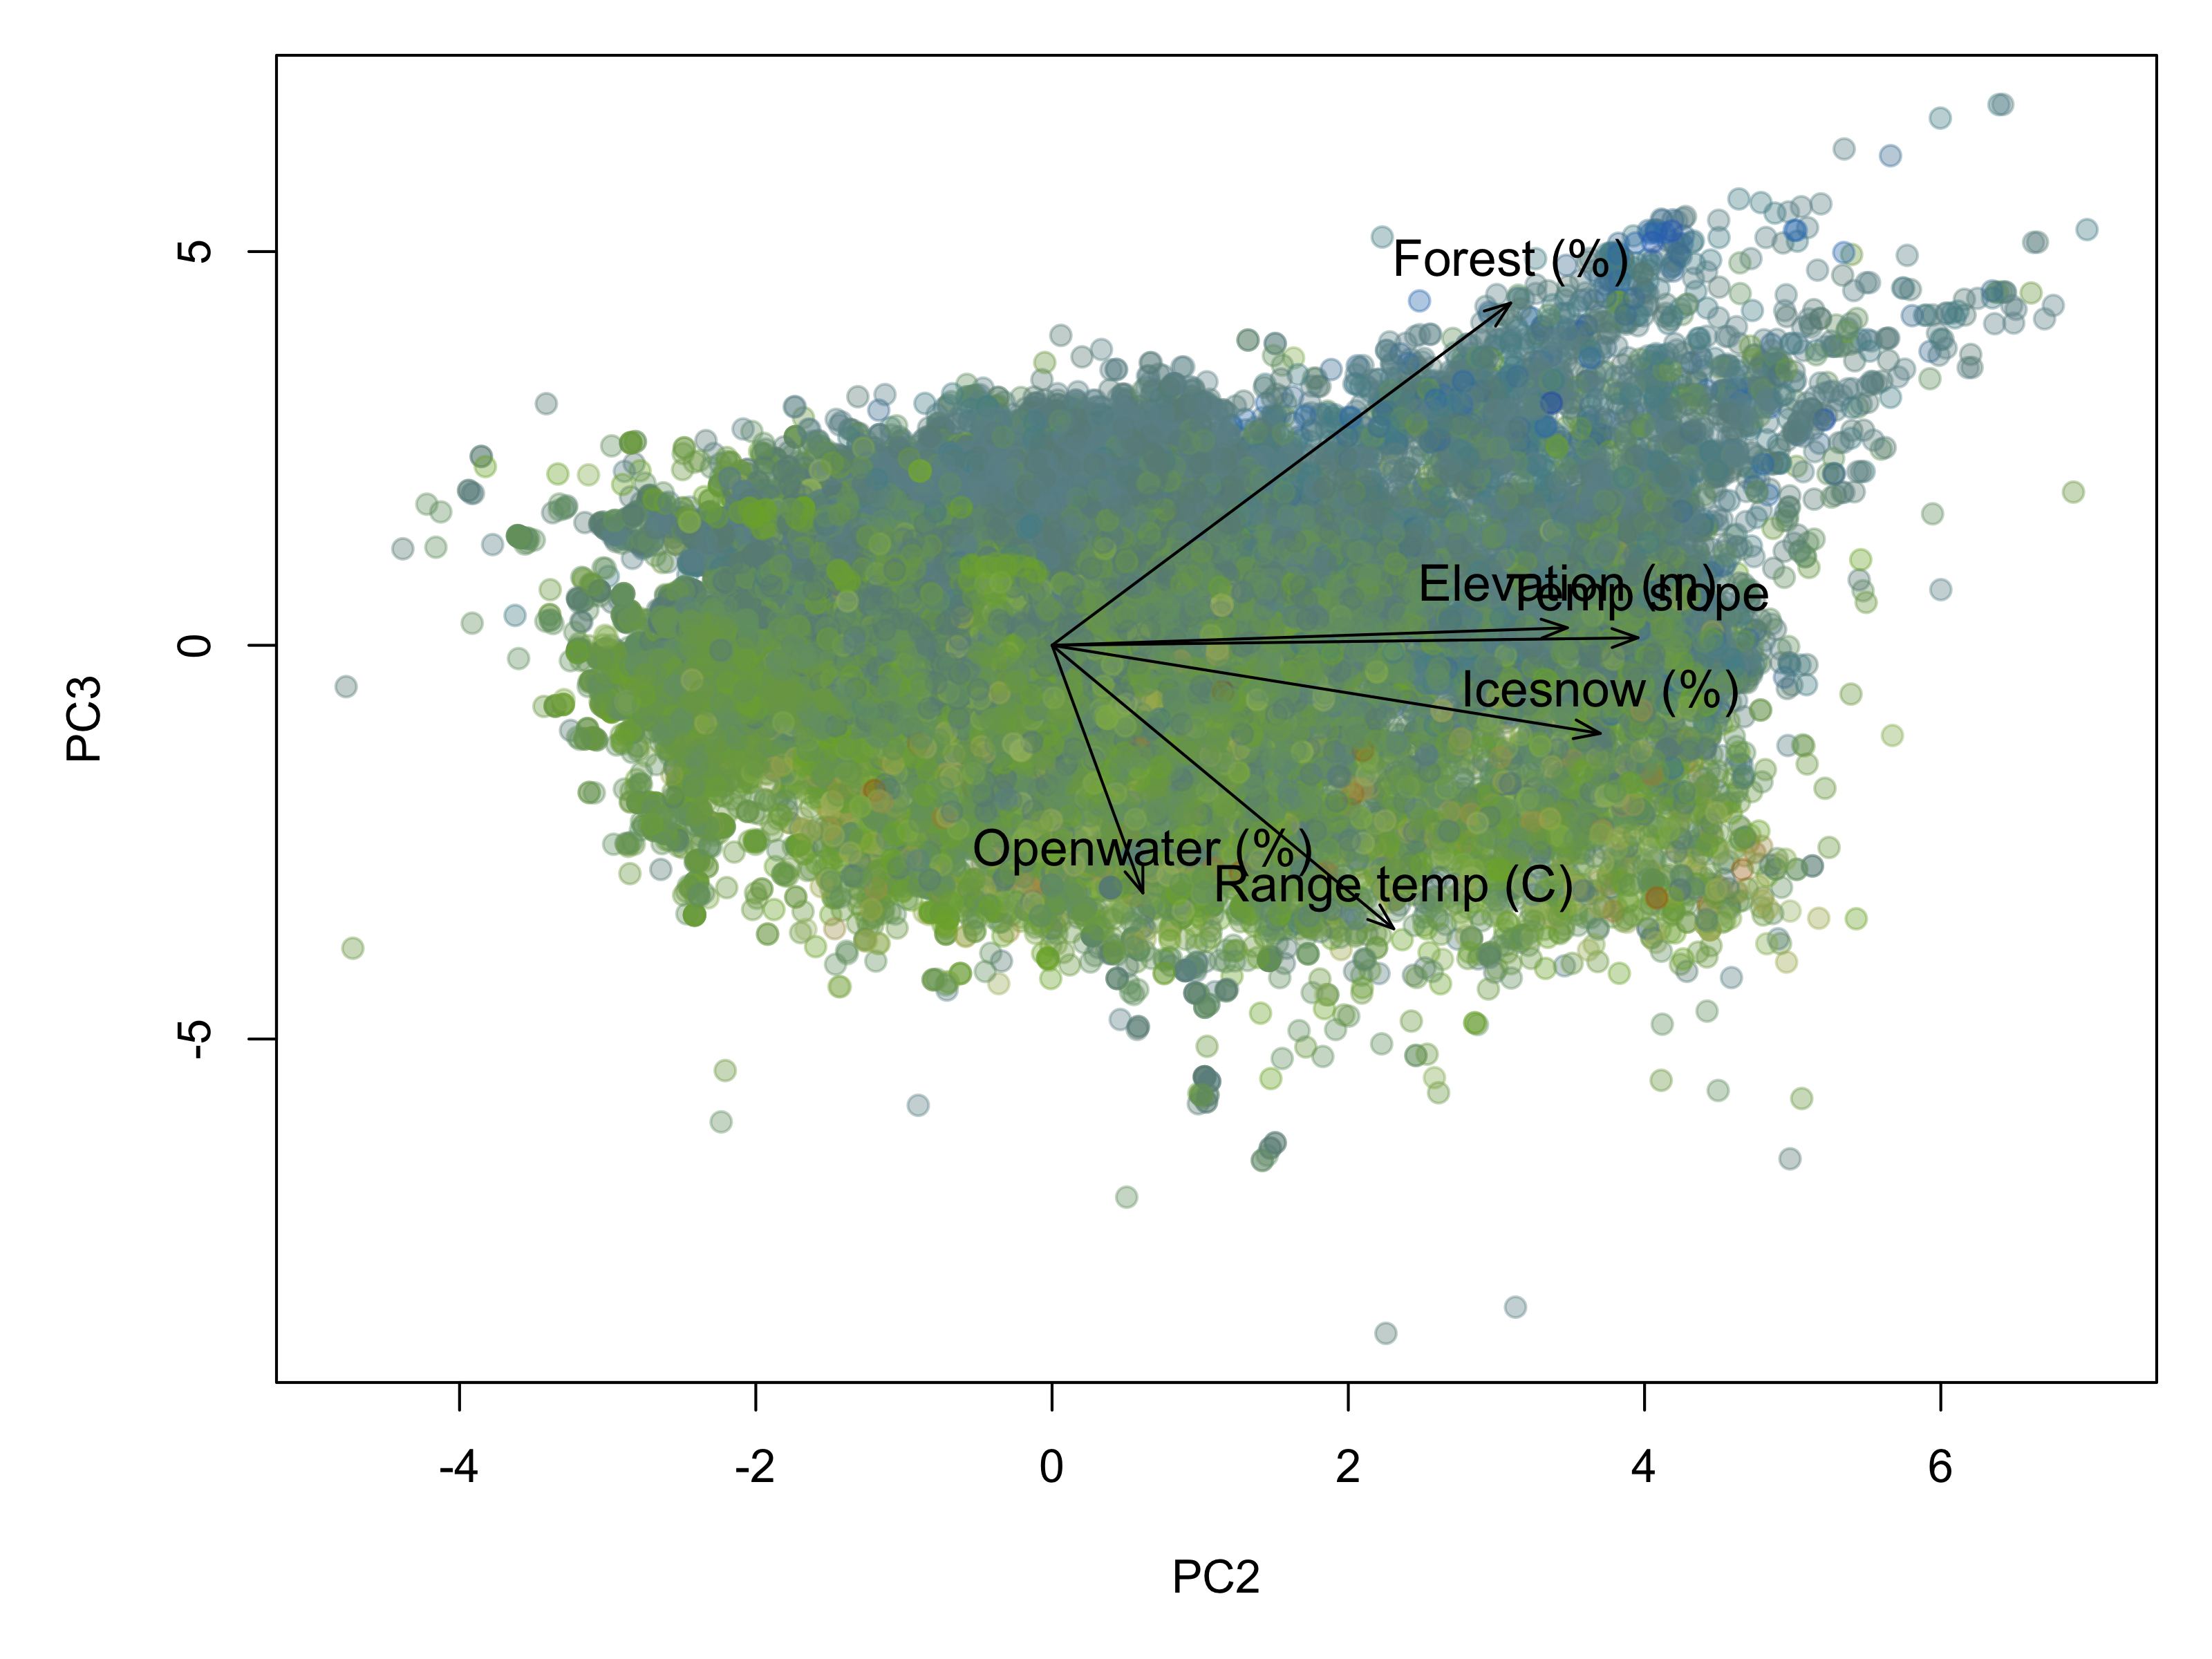 5
0
-5
PC3
Forest (%)
Elevation (m)
Temp slope
Icesnow (%)
Openwater (%)
Range temp (C)
-4
-2
0
2
4
6
PC2